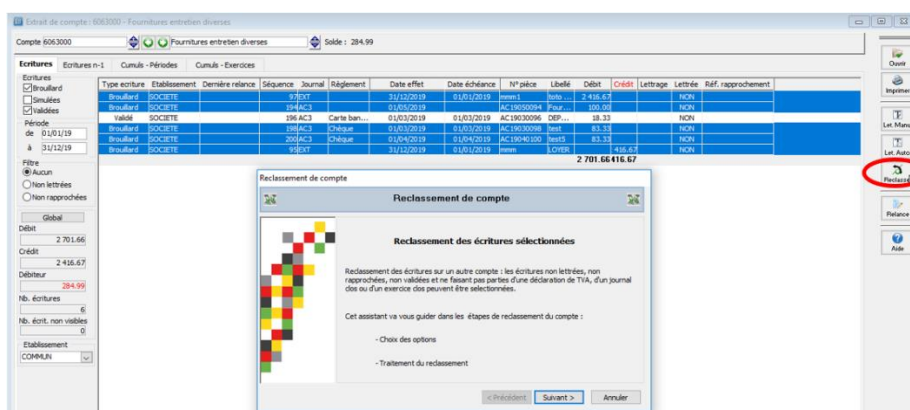 Extrait de compte : 6063000 - Fournitures entretien diverses
Compte 6063000 Fournitures entretien diverses Solde : 284.99
Ecritures Ecritures n-1 Cumuls - Périodes Cumuls - Exercices
Ecritures
Brouillard
Simulées
Validées
Période
de 01/01/19
à 31/12/19
Filtre
Aucun
Non lettrées
Non rapprochées
Global
Débit
2 701.66
Crédit
2 416.67
Débiteur
284.99
Nb. écritures
6
Nb. écrit. non visibles
0
Etablissement
COMMUN
Type ecriture Etablissement Dernière relance Séquence Journal Règlement Date effet Date échéance N° pièce Libellé Débit Crédit Lettrage Lettrée Réf. rapprochement
Brouillard SOCIETE 97 EXT 31/12/2019 01/01/2019 mmm1 toto ... 2 416.67 NON
Brouillard SOCIETE 194 AC3 01/05/2019 AC19050094 Four... 100.00 NON
Validé SOCIETE 196 AC3 Carte ban... 01/03/2019 01/03/2019 AC19030096 DEP... 18.33 NON
Brouillard SOCIETE 198 AC3 Chèque 01/03/2019 01/03/2019 AC19030098 test 83.33 NON
Brouillard SOCIETE 200 AC3 Chèque 01/04/2019 01/04/2019 AC19040100 test5 83.33 NON
Brouillard SOCIETE 95 EXT 31/12/2019 01/01/2019 mmm LOYER 416.67 NON
2 701.66 416.67
Reclassement de compte
Reclassement de compte
Reclassement des écritures sélectionnées
Reclassement des écritures sur un autre compte : les écritures non lettrées, non
rapprochées, non validées et ne faisant pas parties d'une déclaration de TVA, d'un journal
clos ou d'un exercice clos peuvent être selectionnées.
Cet assistant va vous guider dans les étapes de reclassement du compte :
- Choix des options
- Traitement du reclassement
< Précédent Suivant > Annuler
Ouvrir
Imprimer
Let. Manu
Let. Auto
Reclasse
Relance
Aide